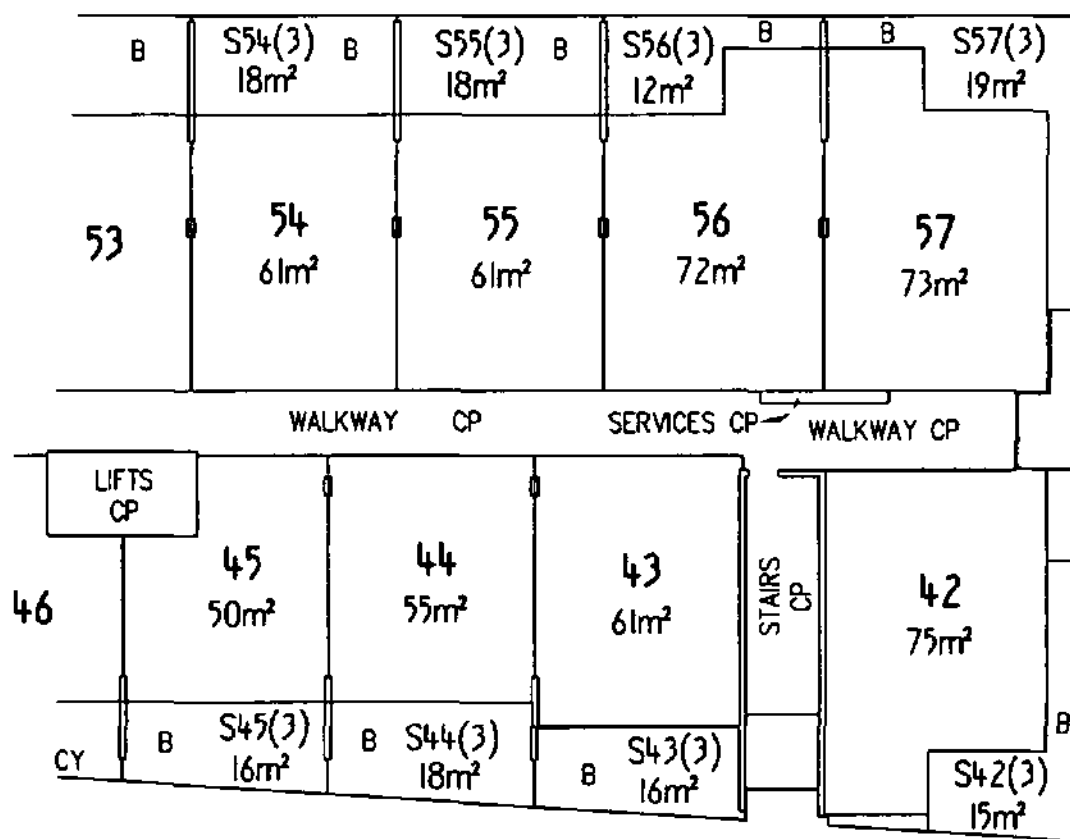 B
S54(3)
18m²
B
S55(3)
18m²
B
S56(3)
12m²
B
B
S57(3)
19m²
53
54
61m²
55
61m²
56
72m²
57
73m²
WALKWAY CP
SERVICES CP
WALKWAY CP
LIFTS
CP
46
45
50m²
44
55m²
43
61m²
STAIRS
CP
42
75m²
CY
B
S45(3)
16m²
B
S44(3)
18m²
B
S43(3)
16m²
B
S42(3)
15m²